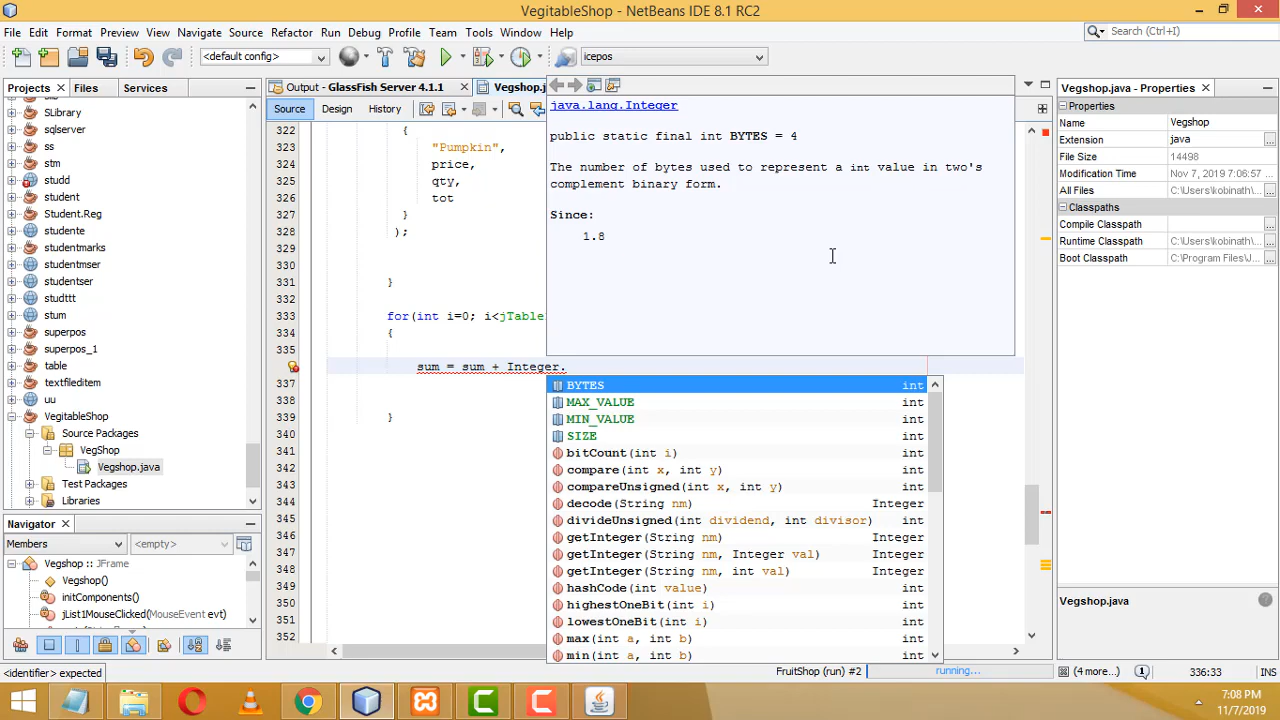 VegitableShop - NetBeans IDE 8.1 RC2
File Edit Format Preview View Navigate Source Refactor Run Debug Profile Team Tools Window Help
Search (Ctrl+I)
<default config>
icepos
Projects
Files
Services
Output - GlassFish Server 4.1.1
Vegshop.j
Vegshop.java - Properties
Source
Design
History
SLibrary
sqlserver
ss
stm
studd
student
Student.Reg
studente
studentmarks
studentmser
studentser
studttt
stum
superpos
superpos_1
table
textfileditem
uu
VegitableShop
Source Packages
VegShop
Vegshop.java
Test Packages
Libraries
Navigator
Members
<empty>
Vegshop :: JFrame
Vegshop()
initComponents()
jList1MouseClicked(MouseEvent evt)
322 {
323 "Pumpkin",
324 price,
325 qty,
326 tot
327 }
328 );
329
330
331 }
332
333 for(int i=0; i<jTable
334 {
335
sum = sum + Integer.
337
338
339 }
340
341
342
343
344
345
346
347
348
349
350
351
352
java.lang.Integer
public static final int BYTES = 4
The number of bytes used to represent a int value in two's
complement binary form.
Since:
1.8
BYTES int
MAX_VALUE int
MIN_VALUE int
SIZE int
bitCount(int i) int
compare(int x, int y) int
compareUnsigned(int x, int y) int
decode(String nm) Integer
divideUnsigned(int dividend, int divisor) int
getInteger(String nm) Integer
getInteger(String nm, Integer val) Integer
getInteger(String nm, int val) Integer
hashCode(int value) int
highestOneBit(int i) int
lowestOneBit(int i) int
max(int a, int b) int
min(int a, int b) int
Properties
Name Vegshop
Extension java
File Size 14498
Modification Time Nov 7, 2019 7:06:57
All Files C:\Users\kobinath\
Classpaths
Compile Classpath
Runtime Classpath C:\Users\kobinath\
Boot Classpath C:\Program Files\J
Vegshop.java
<identifier> expected
FruitShop (run) #2
running...
(4 more...)
1
336:33
INS
7:08 PM
11/7/2019